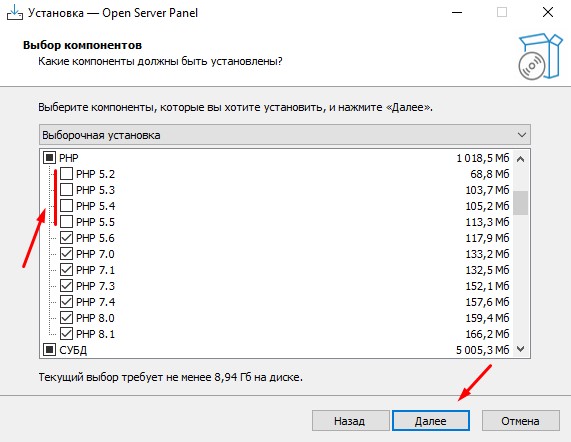 Установка — Open Server Panel
Выбор компонентов
Какие компоненты должны быть установлены?
Выберите компоненты, которые вы хотите установить, и нажмите «Далее».
Выборочная установка
PHP 1 018,5 Мб
PHP 5.2 68,8 Мб
PHP 5.3 103,7 Мб
PHP 5.4 105,2 Мб
PHP 5.5 113,3 Мб
PHP 5.6 117,9 Мб
PHP 7.0 133,2 Мб
PHP 7.1 132,5 Мб
PHP 7.3 152,1 Мб
PHP 7.4 157,6 Мб
PHP 8.0 159,4 Мб
PHP 8.1 166,2 Мб
СУБД 5 005,3 Мб
Текущий выбор требует не менее 8,94 Гб на диске.
Назад Далее Отмена